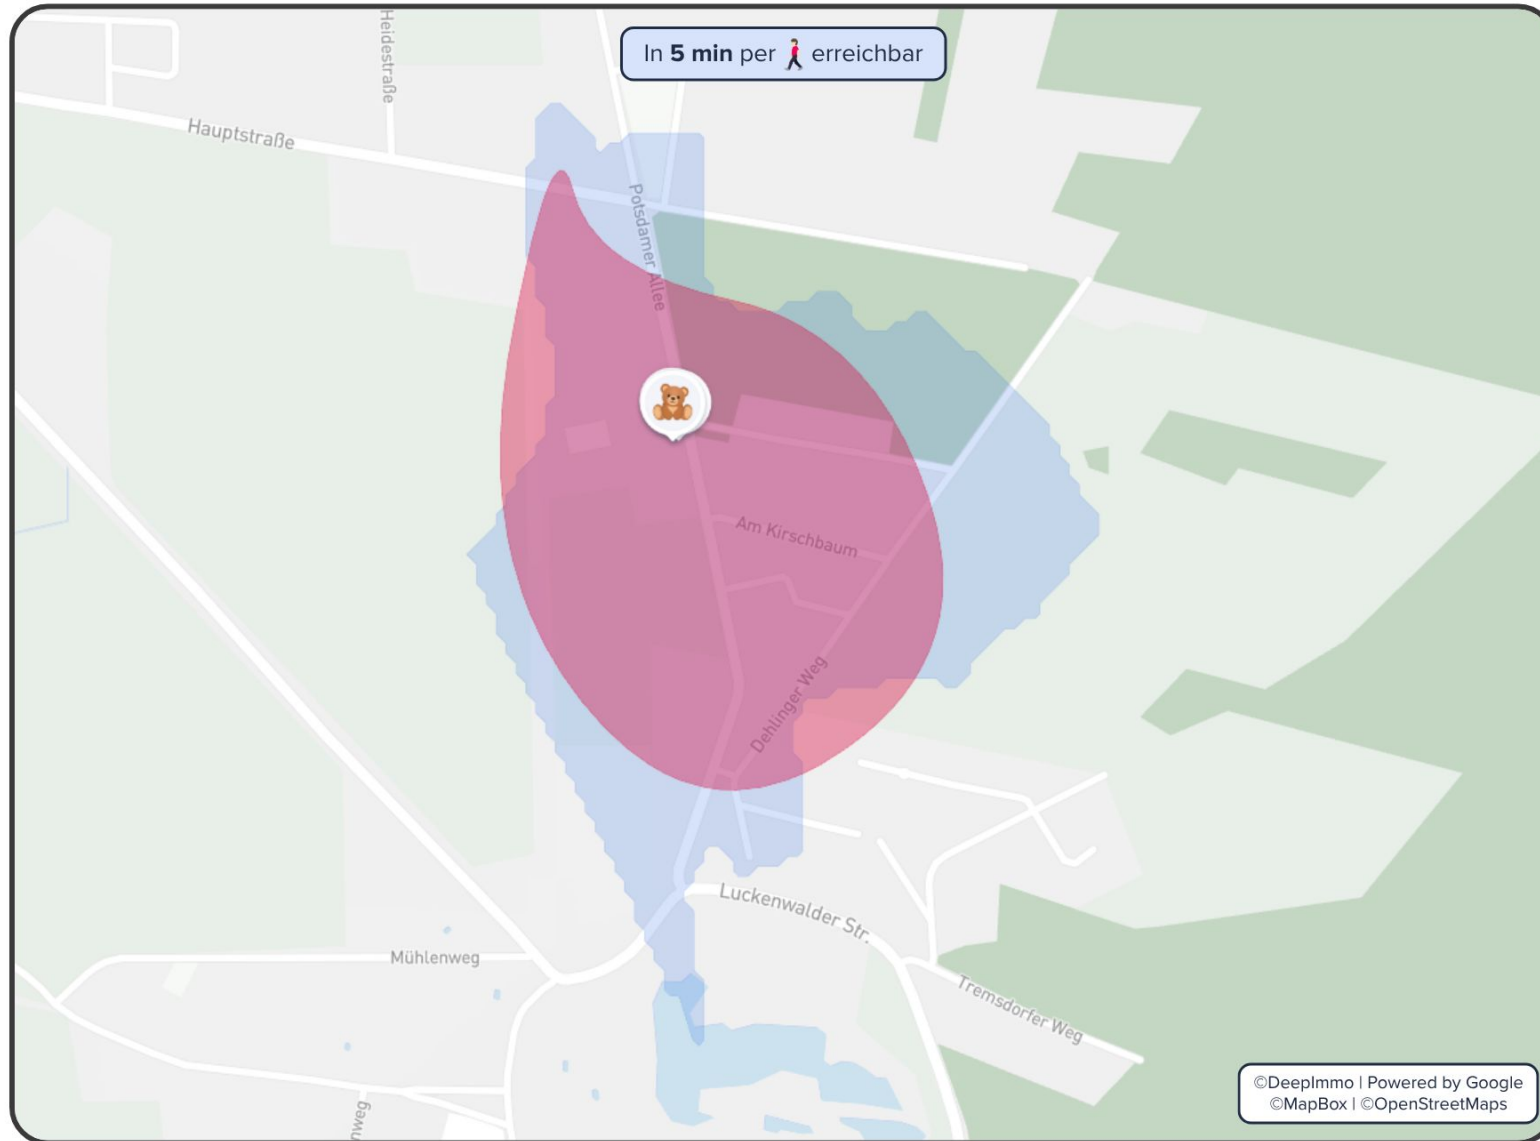 In 5 min per erreichbar
Heidestraße
Hauptstraße
Potsdamer Allee
Am Kirschbaum
Dehlinger Weg
Luckenwalder Str.
Mühlenweg
Tremsdorfer Weg
©DeepImmo | Powered by Google
©MapBox | ©OpenStreetMaps
nweg